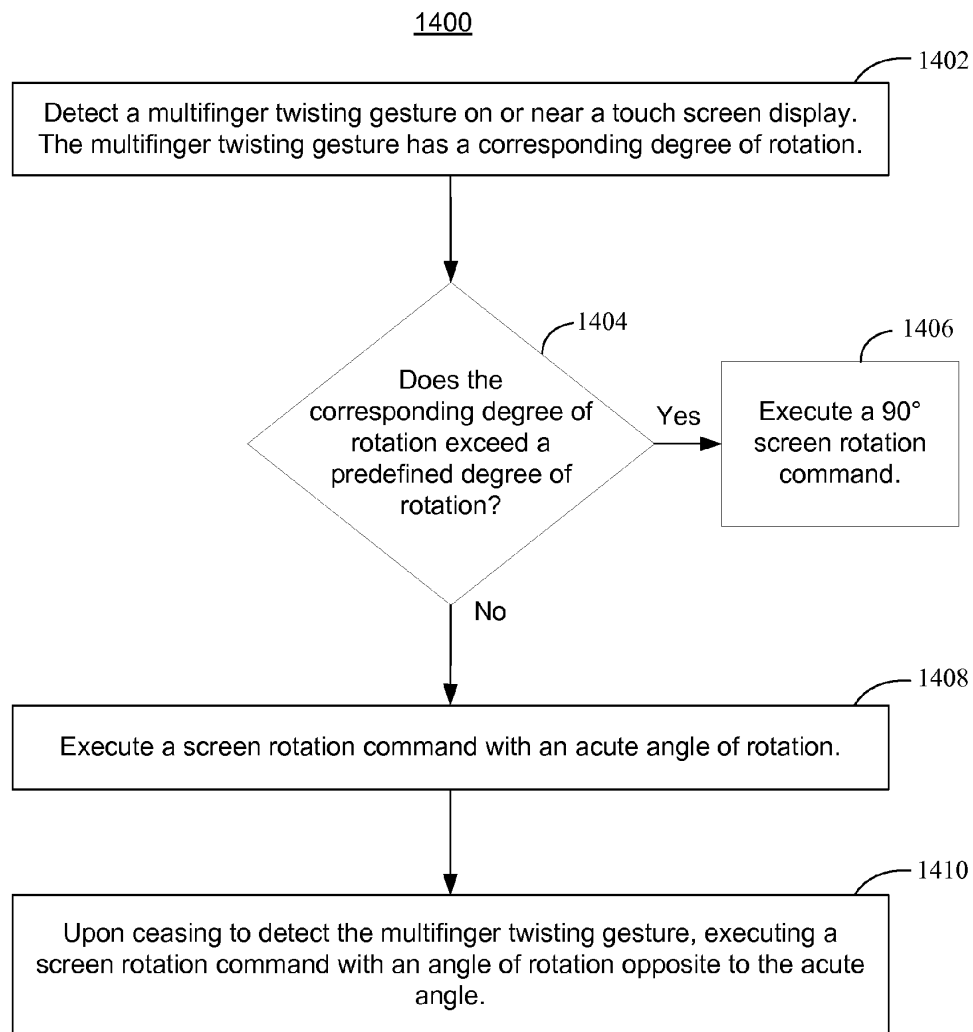 1400
1402
Detect a multifinger twisting gesture on or near a touch screen display.
The multifinger twisting gesture has a corresponding degree of rotation.
1404
Does the
corresponding degree of
rotation exceed a
predefined degree of
rotation?
Yes
1406
Execute a 90°
screen rotation
command.
No
1408
Execute a screen rotation command with an acute angle of rotation.
1410
Upon ceasing to detect the multifinger twisting gesture, executing a
screen rotation command with an angle of rotation opposite to the acute
angle.